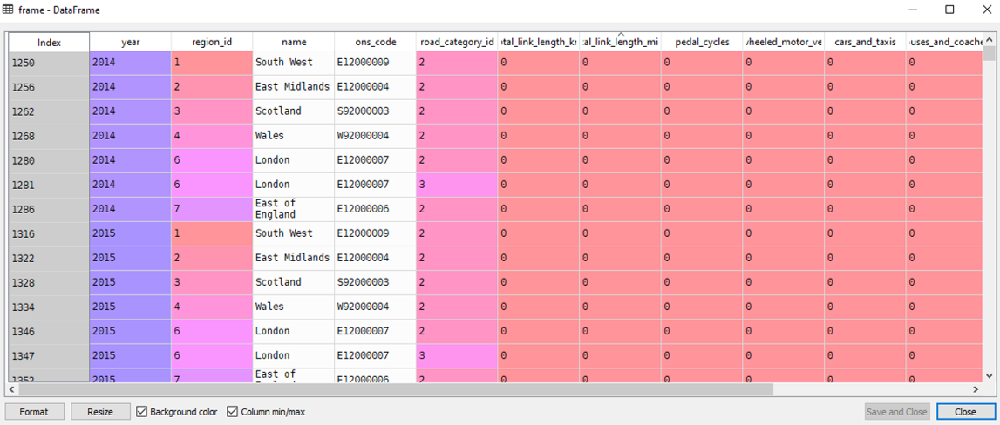 frame - DataFrame
Index year region_id name ons_code road_category_id otal_link_length_kr :al_link_length_mi pedal_cycles wheeled_motor_ve cars_and_taxis ouses_and_coache
1250 2014 1 South West E12000009 2 0 0 0 0 0 0
1256 2014 2 East Midlands E12000004 2 0 0 0 0 0 0
1262 2014 3 Scotland S92000003 2 0 0 0 0 0 0
1268 2014 4 Wales W92000004 2 0 0 0 0 0 0
1280 2014 6 London E12000007 2 0 0 0 0 0 0
1281 2014 6 London E12000007 3 0 0 0 0 0 0
1286 2014 7 East of England E12000006 2 0 0 0 0 0 0
1316 2015 1 South West E12000009 2 0 0 0 0 0 0
1322 2015 2 East Midlands E12000004 2 0 0 0 0 0 0
1328 2015 3 Scotland S92000003 2 0 0 0 0 0 0
1334 2015 4 Wales W92000004 2 0 0 0 0 0 0
1346 2015 6 London E12000007 2 0 0 0 0 0 0
1347 2015 6 London E12000007 3 0 0 0 0 0 0
1352 2015 7 East of E12000006 2 0 0 0 0 0 0
Format Resize Background color Column min/max Save and Close Close